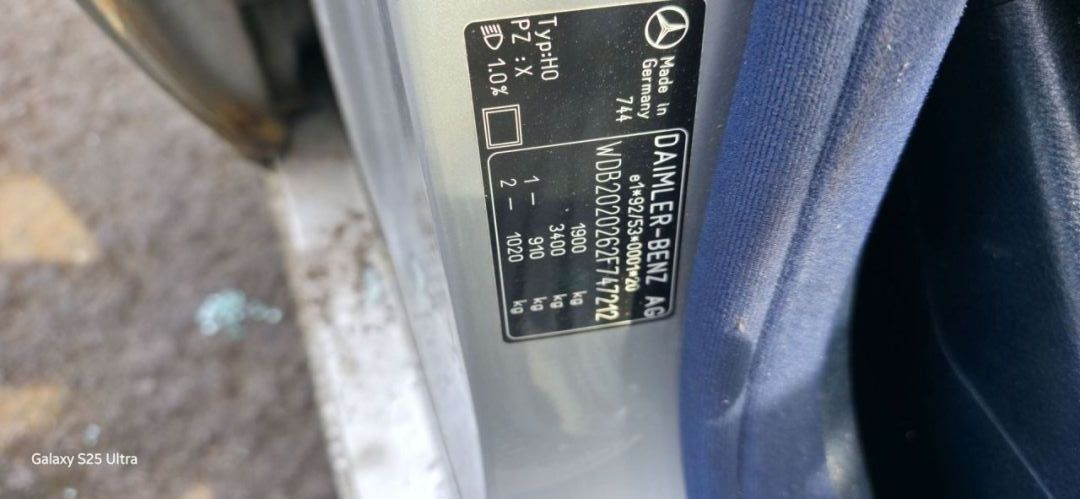 Made in
Germany
744
Typ:HO
PZ :X
1.0%
DAIMLER-BENZ AG
e1*92/53*0001*20
WDB2020262F747212
1900 kg
3400 kg
1 – 910 kg
2 – 1020 kg
Galaxy S25 Ultra